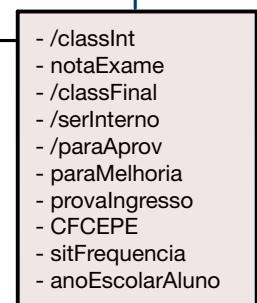 - /classInt
- notaExame
- /classFinal
- /serInterno
- /paraAprov
- paraMelhoria
- provaIngresso
- CFCEPE
- sitFrequencia
- anoEscolarAluno